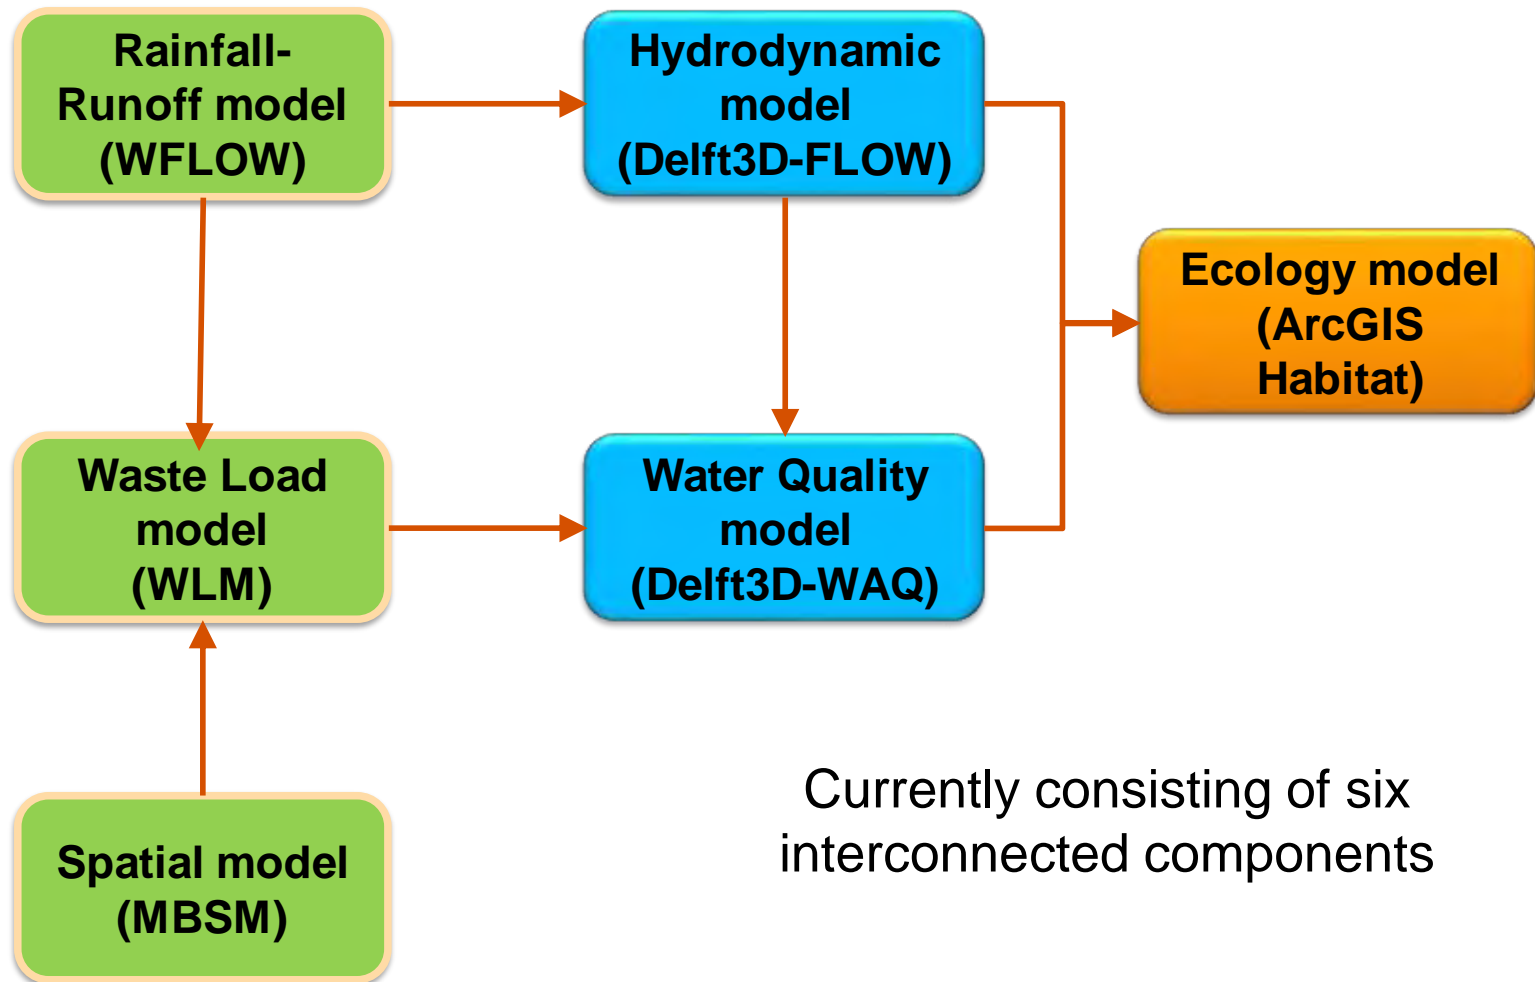 Rainfall-
Runoff model
(WFLOW)
Hydrodynamic
model
(Delft3D-FLOW)
Ecology model
(ArcGIS
Habitat)
Waste Load
model
(WLM)
Water Quality
model
(Delft3D-WAQ)
Spatial model
(MBSM)
Currently consisting of six
interconnected components